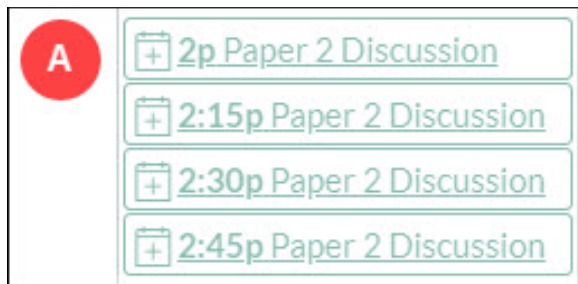 A
2p Paper 2 Discussion
2:15p Paper 2 Discussion
2:30p Paper 2 Discussion
2:45p Paper 2 Discussion